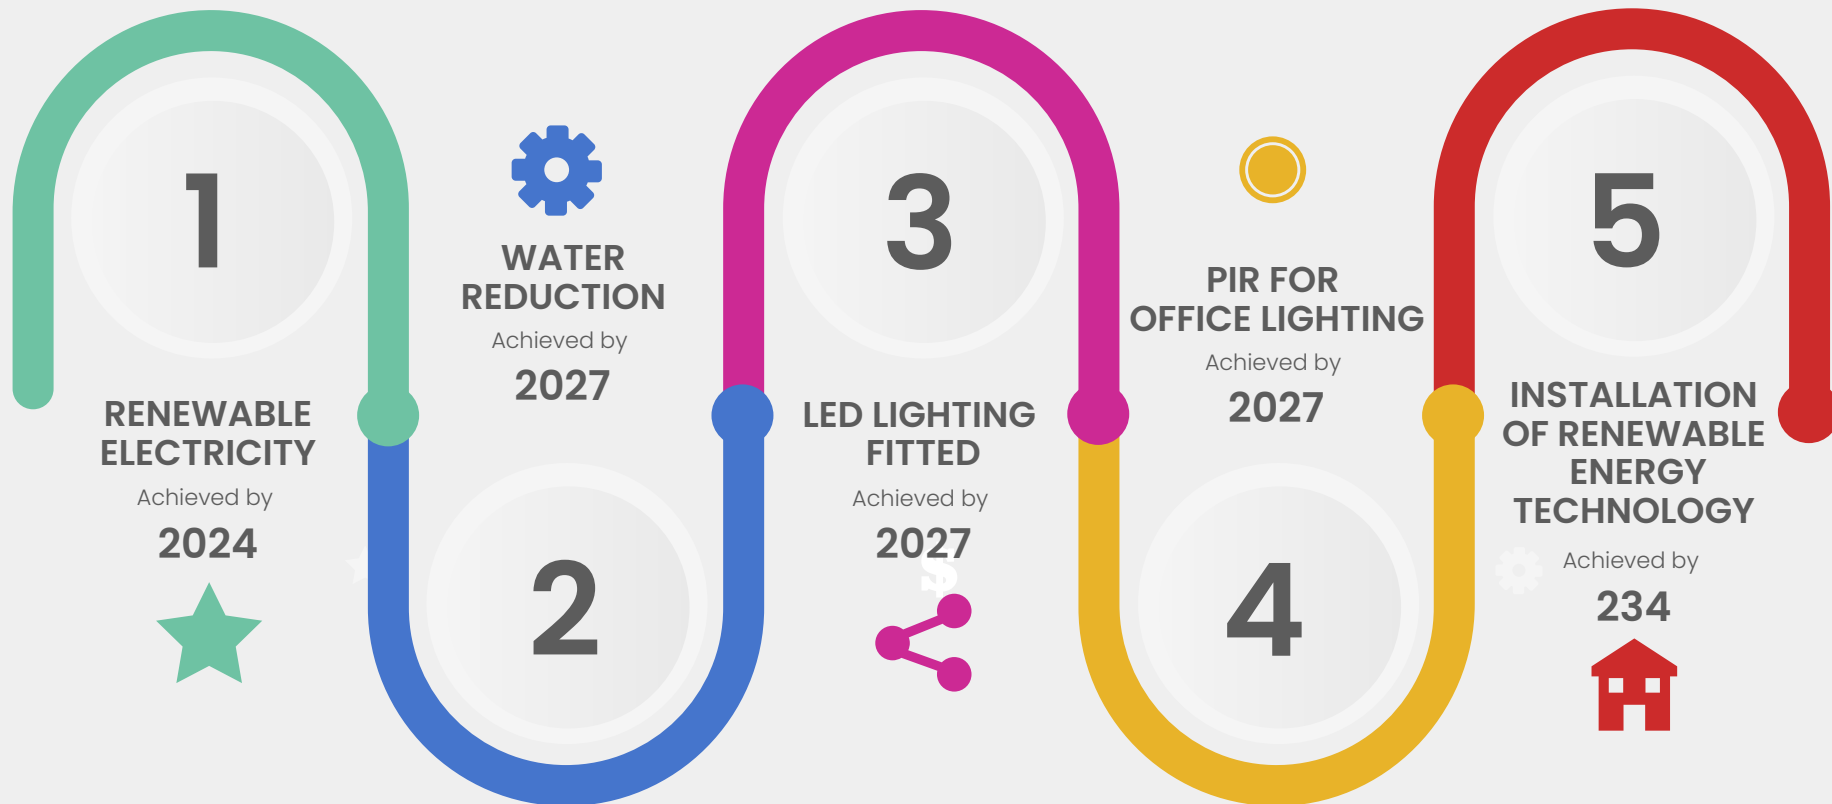 1
RENEWABLE
ELECTRICITY
Achieved by
2024
WATER
REDUCTION
Achieved by
2027
2
3
LED LIGHTING
FITTED
Achieved by
2027
$
PIR FOR
OFFICE LIGHTING
Achieved by
2027
4
5
INSTALLATION
OF RENEWABLE
ENERGY
TECHNOLOGY
Achieved by
234